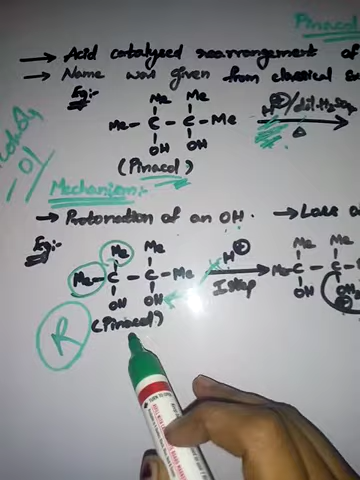 Pinacol
→ Acid catalysed rearrangement of
→ Name was given from classical
Eg:-
Me Me
Me-C-C-Me
OH OH
H⊕/dil.H2SO4
Δ
(Pinacol)
Mechanism:-
→ Protonation of an OH. → Loss o
Eg:-
Me Me
Me-C-C-Me
OH OH
H⊕
I step
Me Me
Me-C-C
OH
(Pinacol)
R